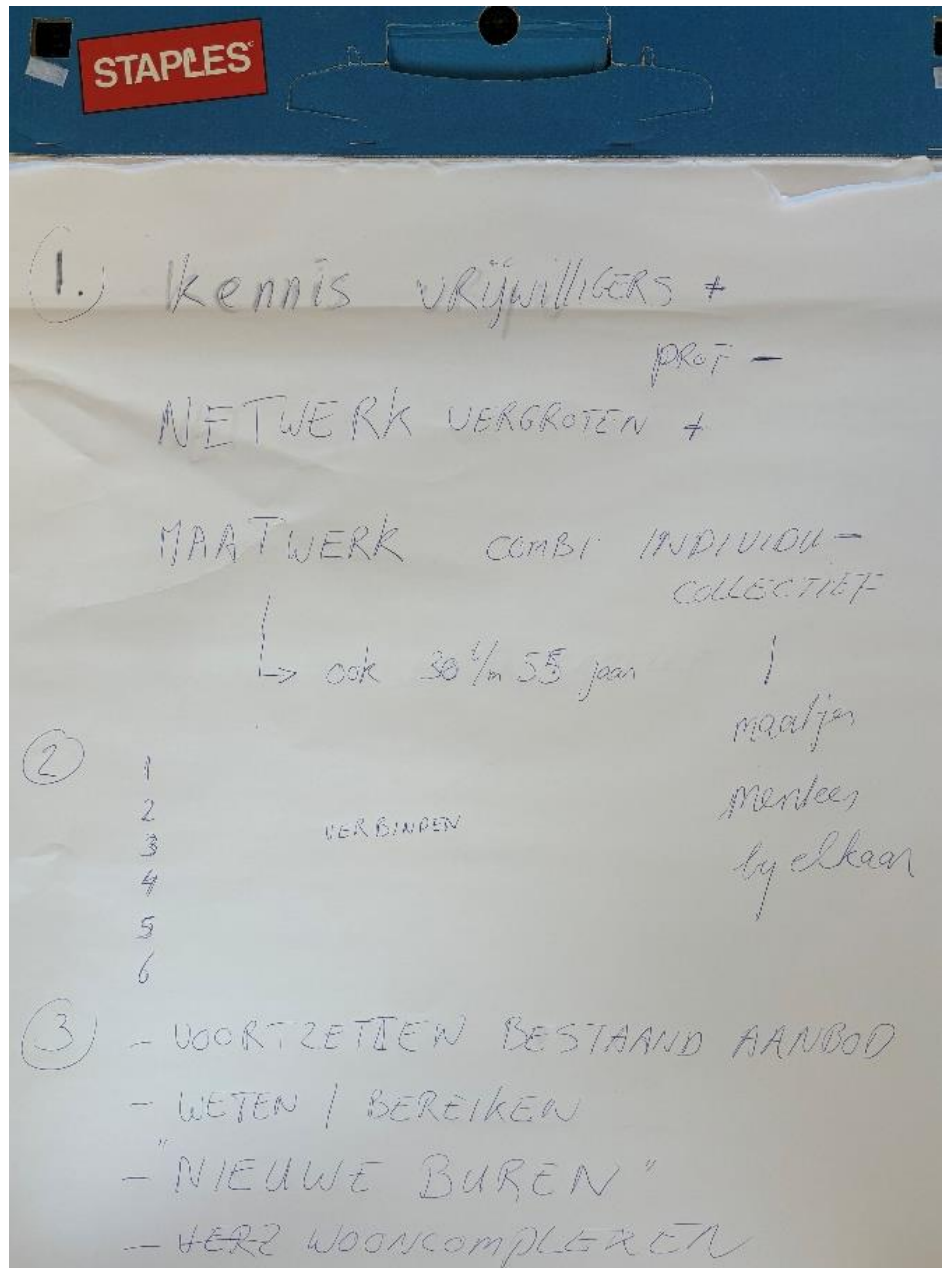 STAPLES
1. Kennis VRIJWILLIGERS +
PROF -
NETWERK VERGROTEN +
MAATWERK COMBI INDIVIDU-
COLLECTIEF
ook 30 t/m 55 jaar
maatjes
mentees
by elkaar
2
1
2
VERBINDEN
3
4
5
6
3 - VOORTZETTEN BESTAAND AANBOD
- WETEN / BEREIKEN
- "NIEUWE BUREN"
- WOONCOMPLEXEN